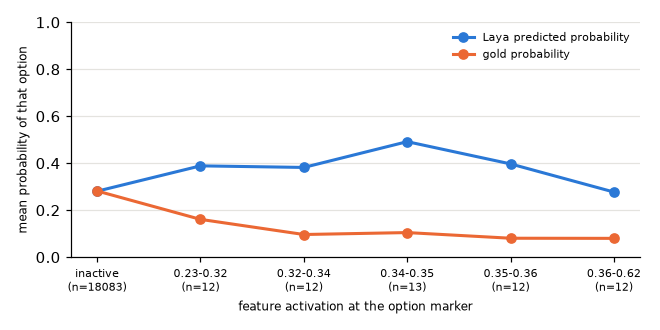 1.0
0.8
0.6
0.4
0.2
0.0
mean probability of that option
Laya predicted probability
gold probability
inactive
(n=18083)
0.23-0.32
(n=12)
0.32-0.34
(n=12)
0.34-0.35
(n=13)
0.35-0.36
(n=12)
0.36-0.62
(n=12)
feature activation at the option marker